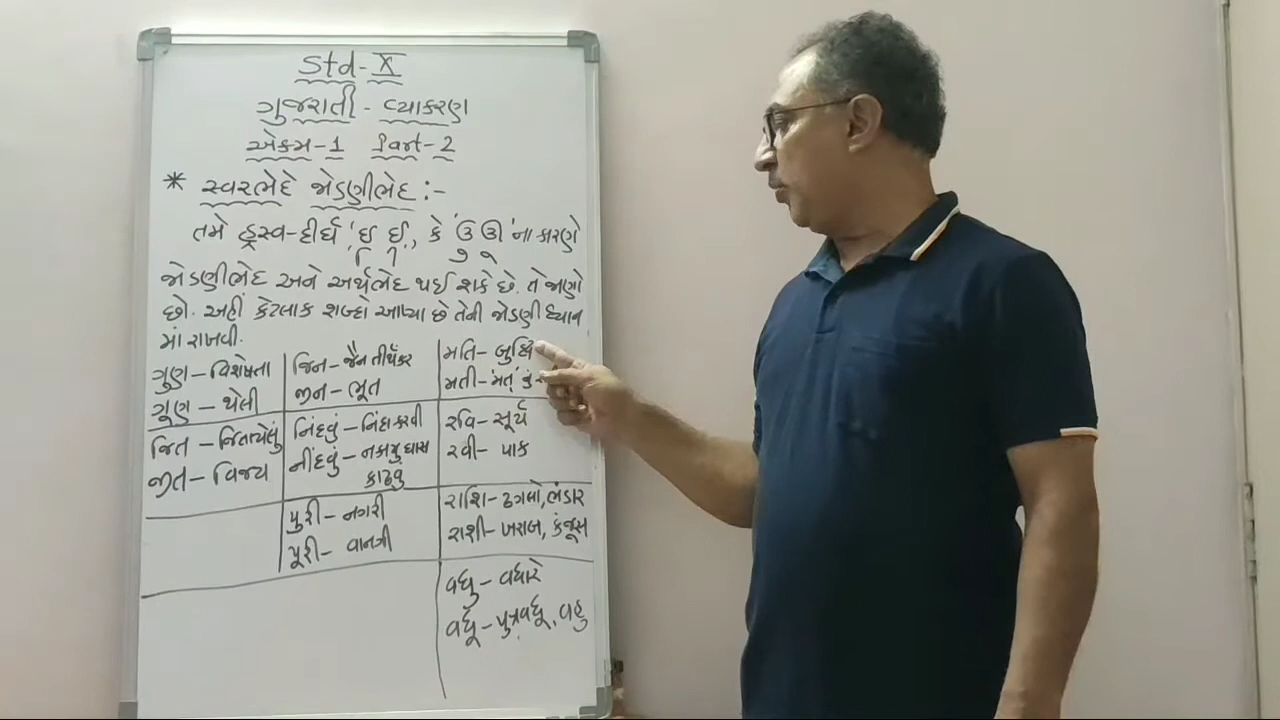 Std-X
ગુજરાતી - વ્યાકરણ
એકમ-1 Part-2
* સ્વરભેદે જોડણીભેદ :-
તમે હ્રસ્વ-દીર્ઘ 'ઇ ઈ', કે 'ઉ ઊ' ના કારણે
િ ી ુ ૂ
જોડણીભેદ અને અર્થભેદ થઈ શકે છે. તે જાણો
છો. અહીં કેટલાક શબ્દો આપ્યા છે તેની જોડણી ધ્યાન
માં રાખવી.
ગુણ - વિશેષતા
ગૂણ - થેલી
જિત - જિતાયેલું
જીત - વિજય
જિન - જૈન તીર્થંકર
જીન - ભૂત
નિંદવું - નિંદા કરવી
નીંદવું - નકામુ ઘાસ
કાઢવુ
પુરી - નગરી
પૂરી - વાનગી
મતિ - બુદ્ધિ
મતી - 'મત્'
રવિ - સૂર્ય
રવી - પાક
રાશિ - ઢગલો, ભંડાર
રાશી - ખરાબ, કંજૂસ
વધુ - વધારે
વધૂ - પુત્રવધૂ, વહુ